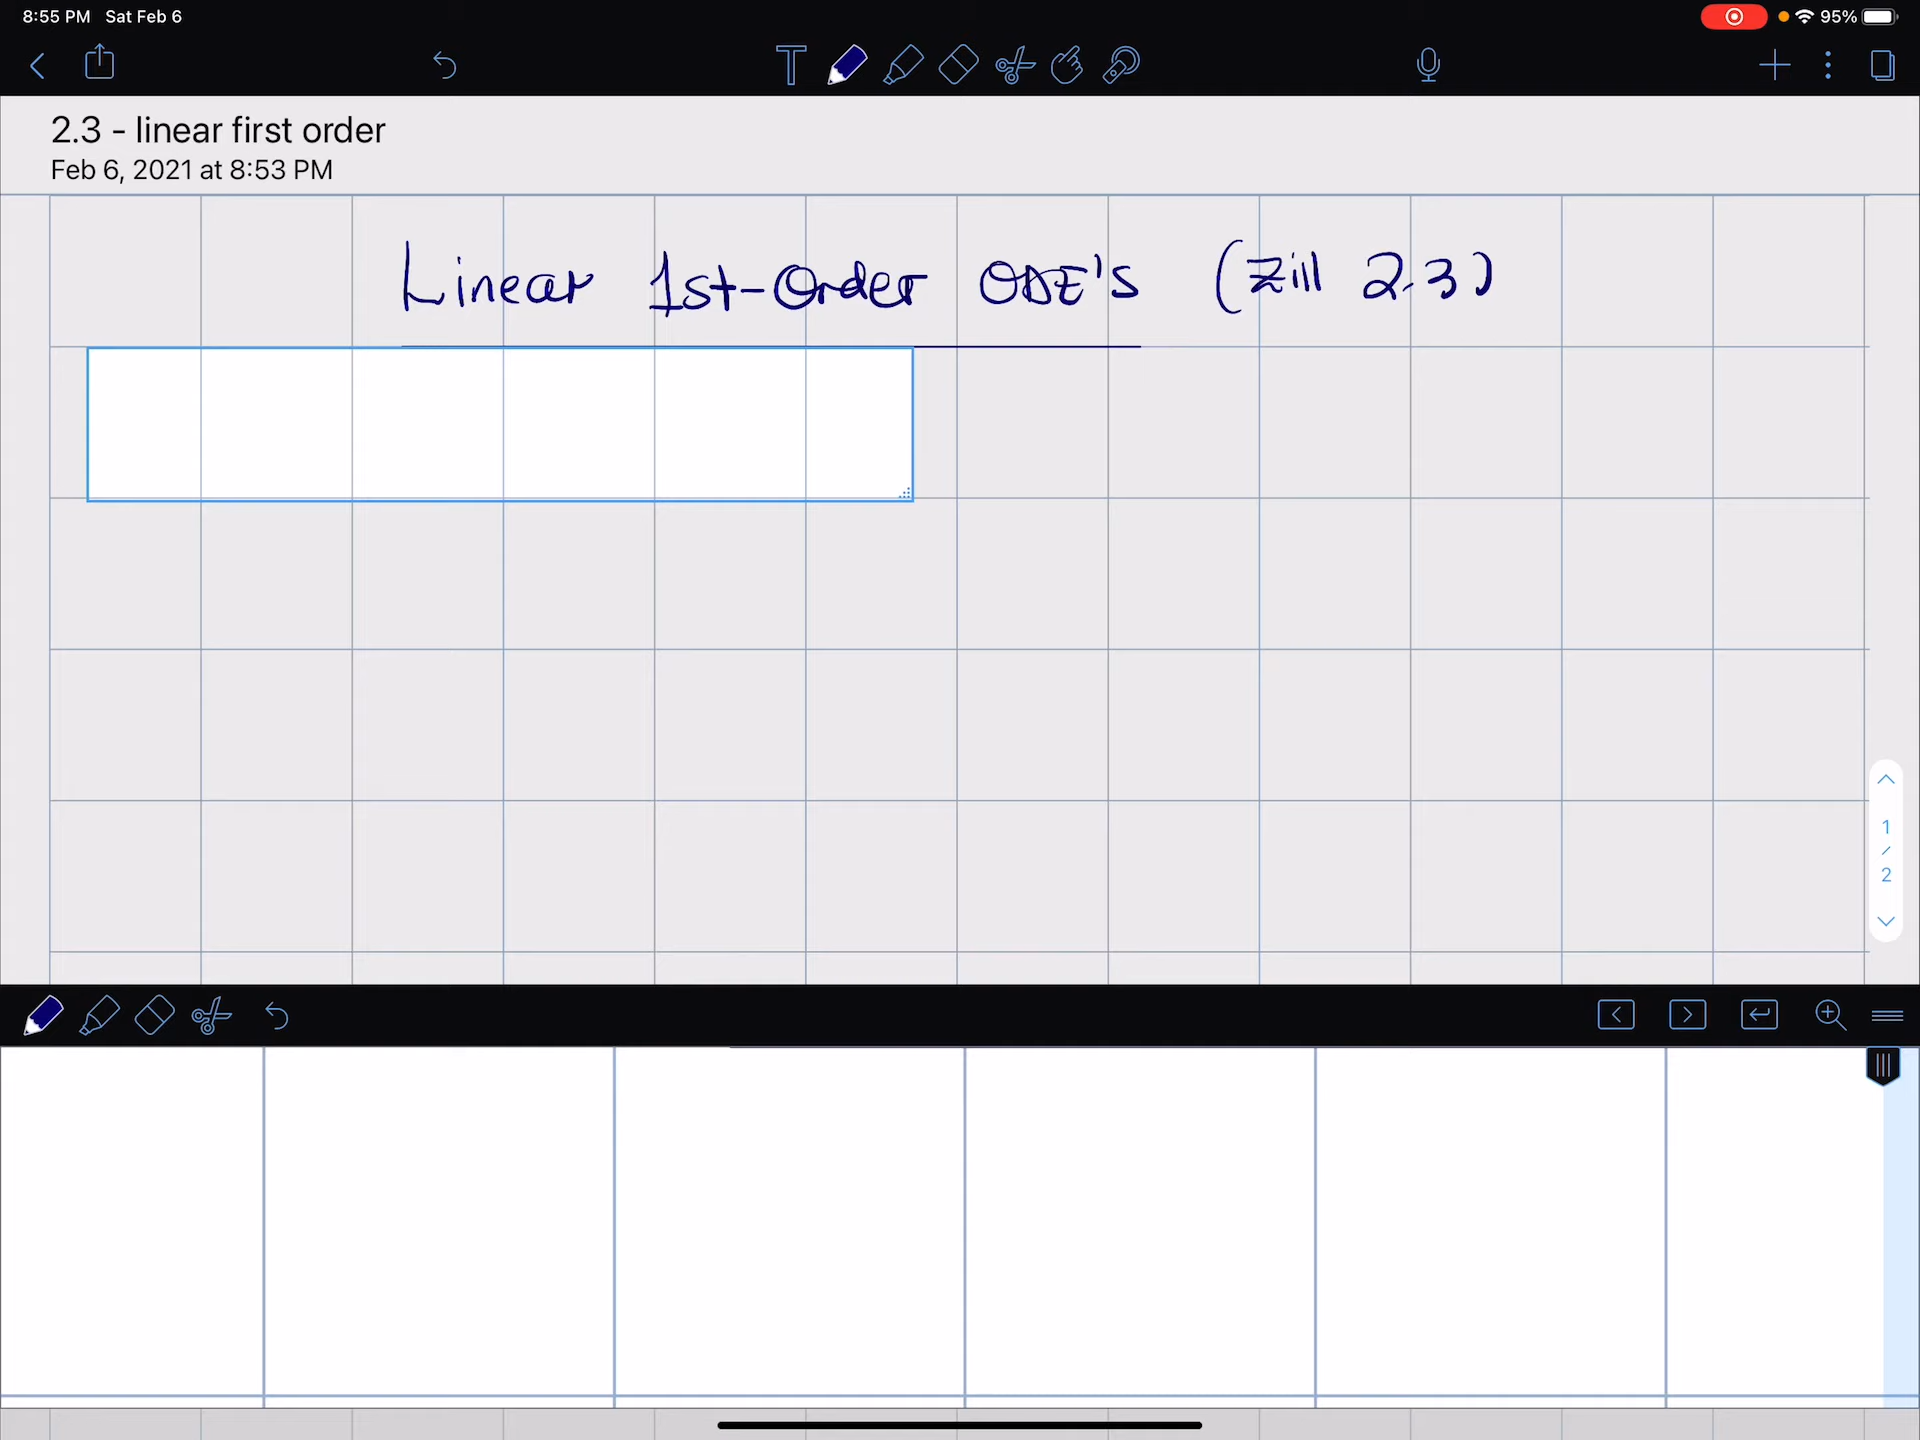 8:55 PM Sat Feb 6
95%
2.3 - linear first order
Feb 6, 2021 at 8:53 PM
Linear 1st-Order ODE's (Zill 2.3)
1
/
2